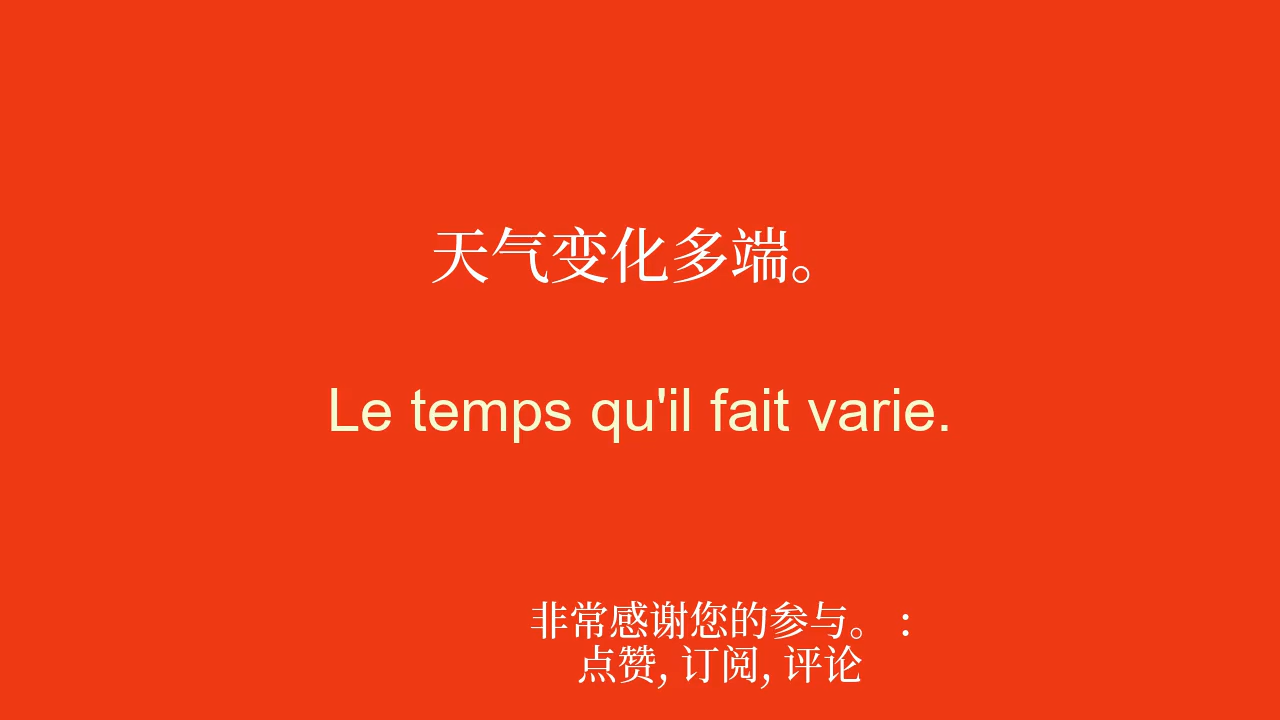 天气变化多端。
Le temps qu'il fait varie.
非常感谢您的参与。 :
点赞, 订阅, 评论